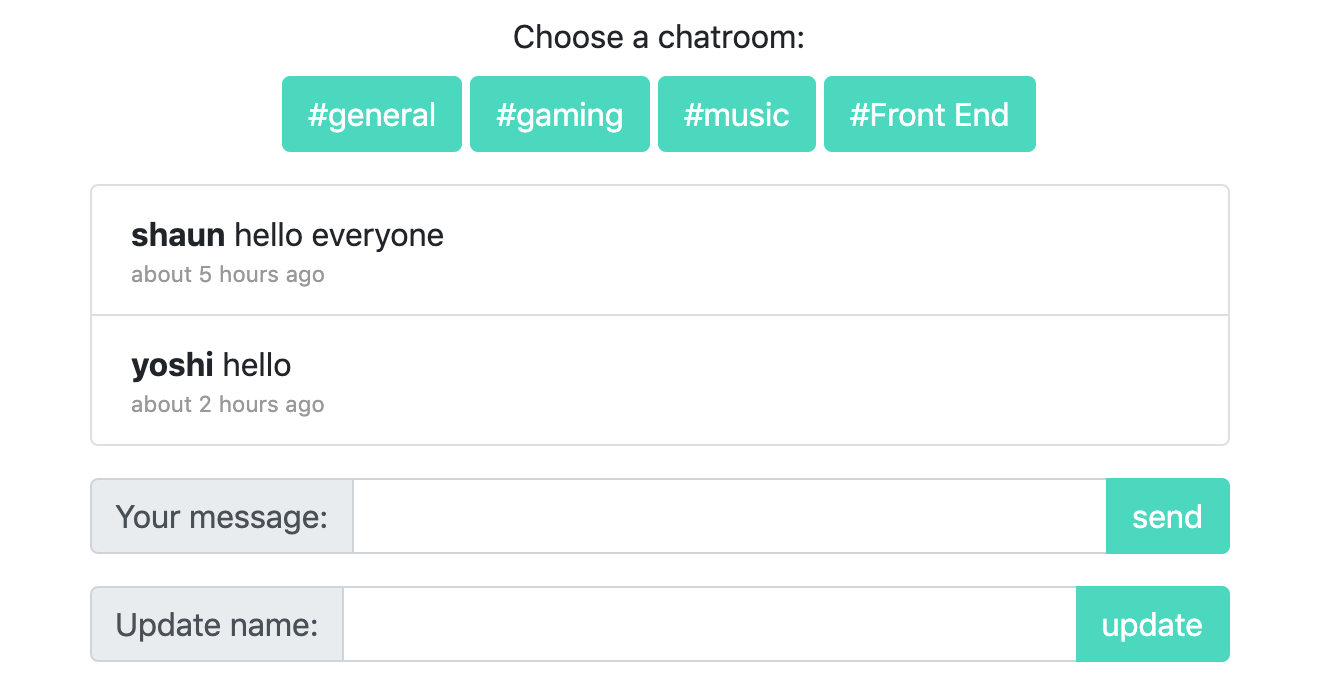 Choose a chatroom:
#general #gaming #music #Front End
shaun hello everyone
about 5 hours ago
yoshi hello
about 2 hours ago
Your message: send
Update name: update